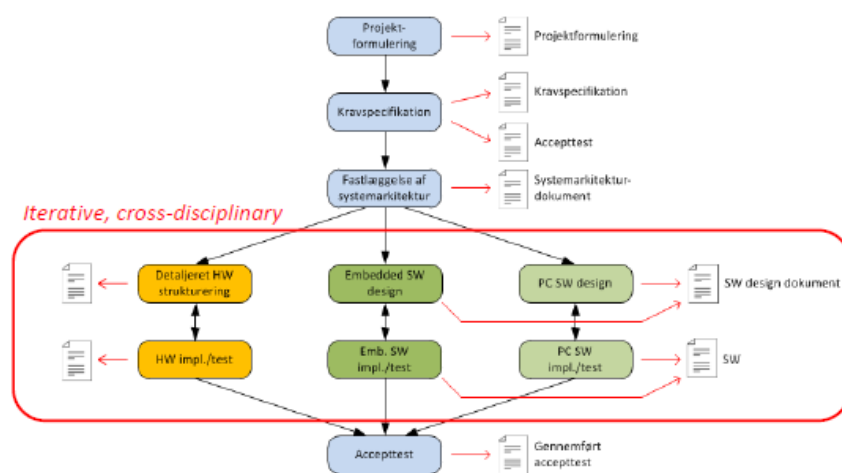 Projekt-
formulering
Projektformulering
Kravspecifikation
Kravspecifikation
Accepttest
Fastlæggelse af
systemarkitektur
Systemarkitektur-
dokument
Iterative, cross-disciplinary
Detaljeret HW
strukturering
Embedded SW
design
PC SW design
SW design dokument
HW impl./test
Emb. SW
impl./test
PC SW
impl./test
SW
Accepttest
Gennemført
accepttest